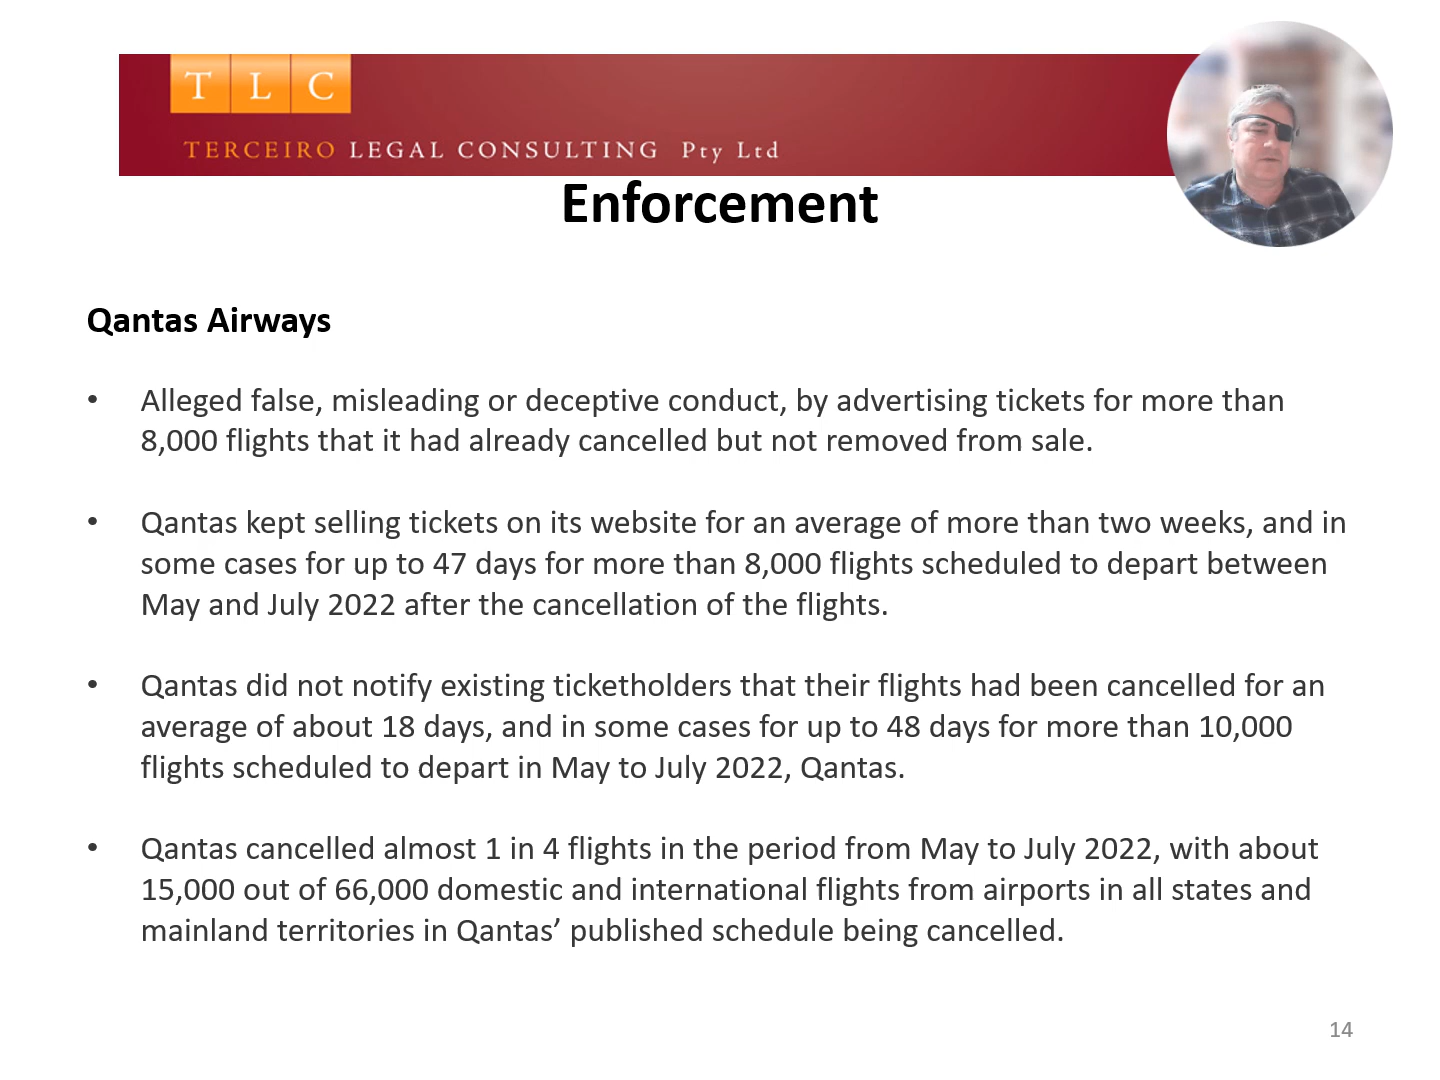 T L C
TERCEIRO LEGAL CONSULTING Pty Ltd
Enforcement
Qantas Airways
• Alleged false, misleading or deceptive conduct, by advertising tickets for more than
8,000 flights that it had already cancelled but not removed from sale.
• Qantas kept selling tickets on its website for an average of more than two weeks, and in
some cases for up to 47 days for more than 8,000 flights scheduled to depart between
May and July 2022 after the cancellation of the flights.
• Qantas did not notify existing ticketholders that their flights had been cancelled for an
average of about 18 days, and in some cases for up to 48 days for more than 10,000
flights scheduled to depart in May to July 2022, Qantas.
• Qantas cancelled almost 1 in 4 flights in the period from May to July 2022, with about
15,000 out of 66,000 domestic and international flights from airports in all states and
mainland territories in Qantas’ published schedule being cancelled.
14